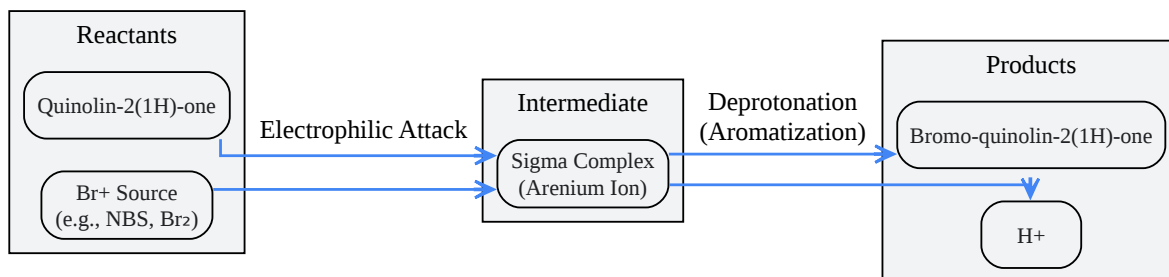 Reactants
Quinolin-2(1H)-one
Br+ Source
(e.g., NBS, Br₂)
Electrophilic Attack
Intermediate
Sigma Complex
(Arenium Ion)
Deprotonation
(Aromatization)
Products
Bromo-quinolin-2(1H)-one
H+